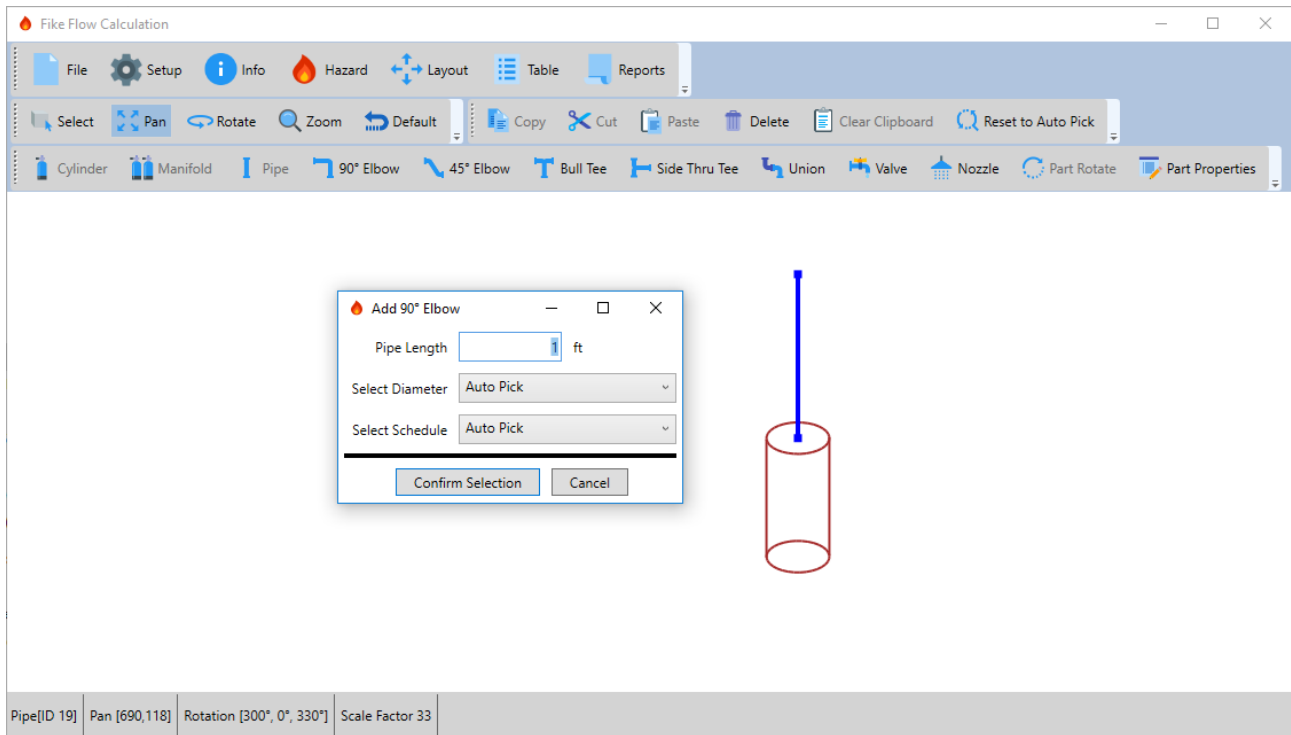 Fike Flow Calculation
File Setup Info Hazard Layout Table Reports
Select Pan Rotate Zoom Default Copy Cut Paste Delete Clear Clipboard Reset to Auto Pick
Cylinder Manifold Pipe 90° Elbow 45° Elbow Bull Tee Side Thru Tee Union Valve Nozzle Part Rotate Part Properties
Add 90° Elbow
Pipe Length 1 ft
Select Diameter Auto Pick
Select Schedule Auto Pick
Confirm Selection Cancel
Pipe[ID 19] Pan [690,118] Rotation [300°, 0°, 330°] Scale Factor 33